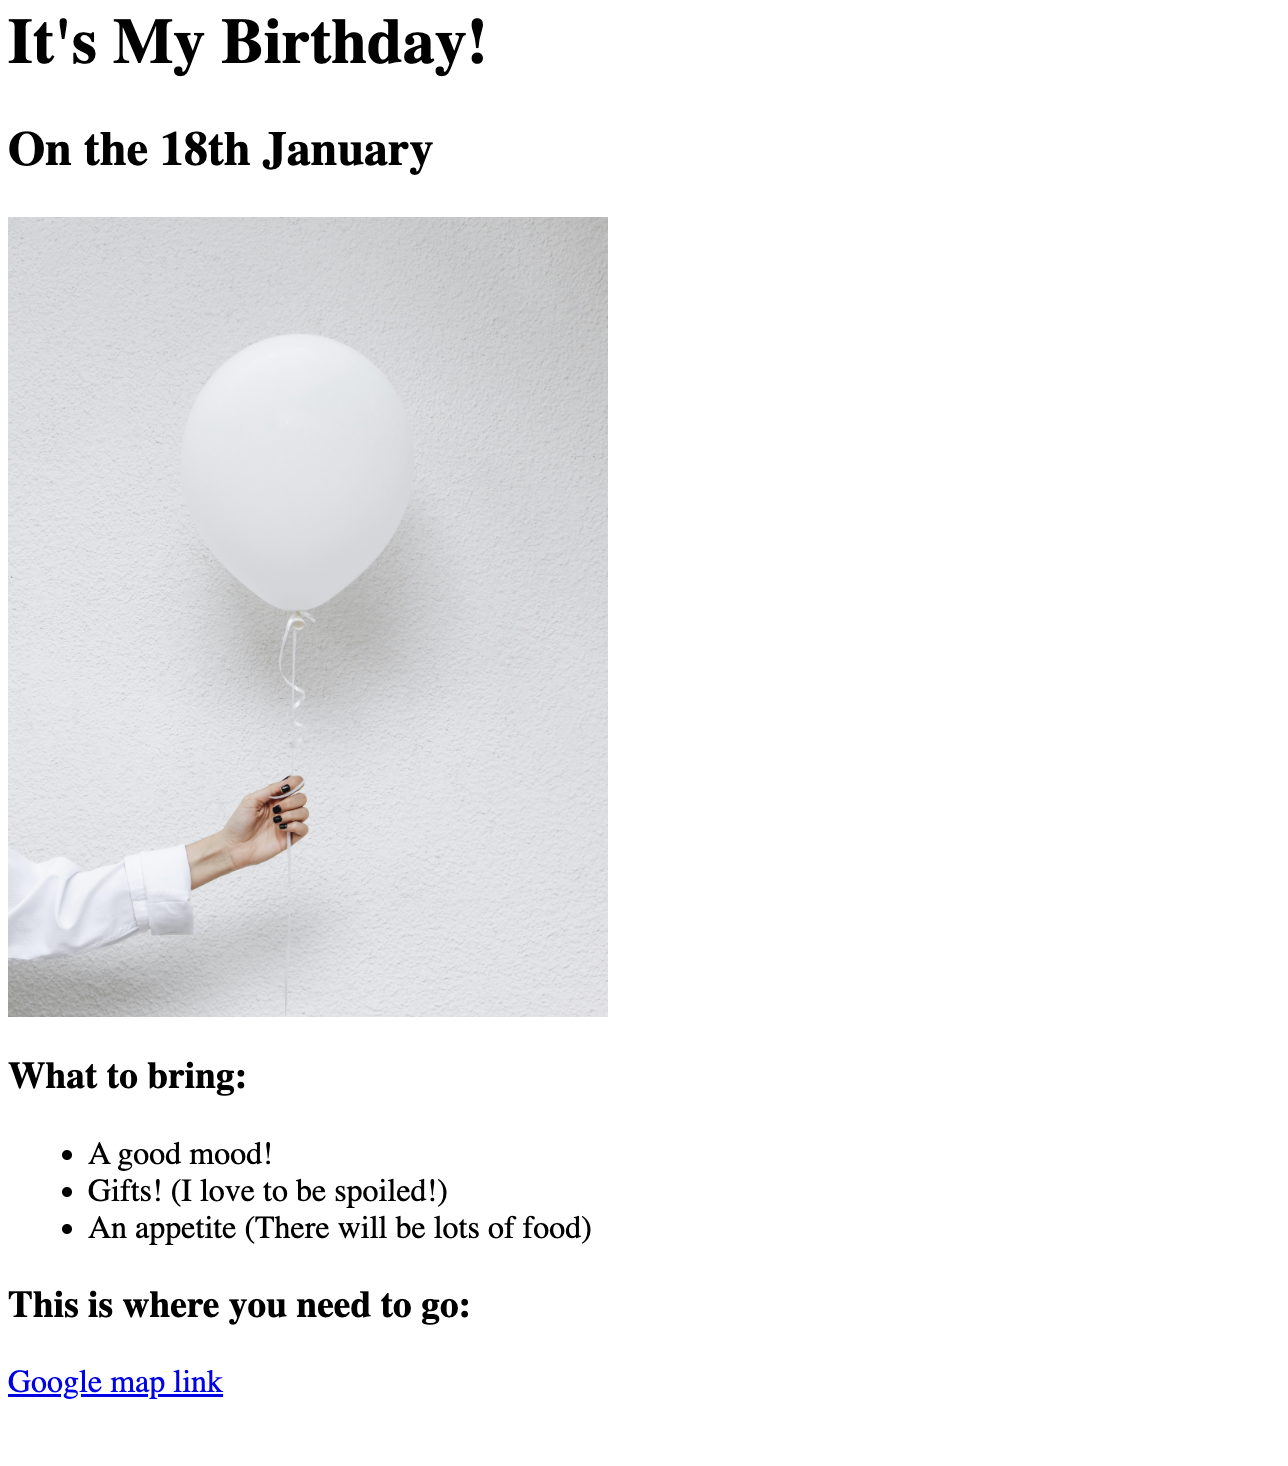 It's My Birthday!
On the 18th January
What to bring:
A good mood!
Gifts! (I love to be spoiled!)
An appetite (There will be lots of food)
This is where you need to go:
Google map link